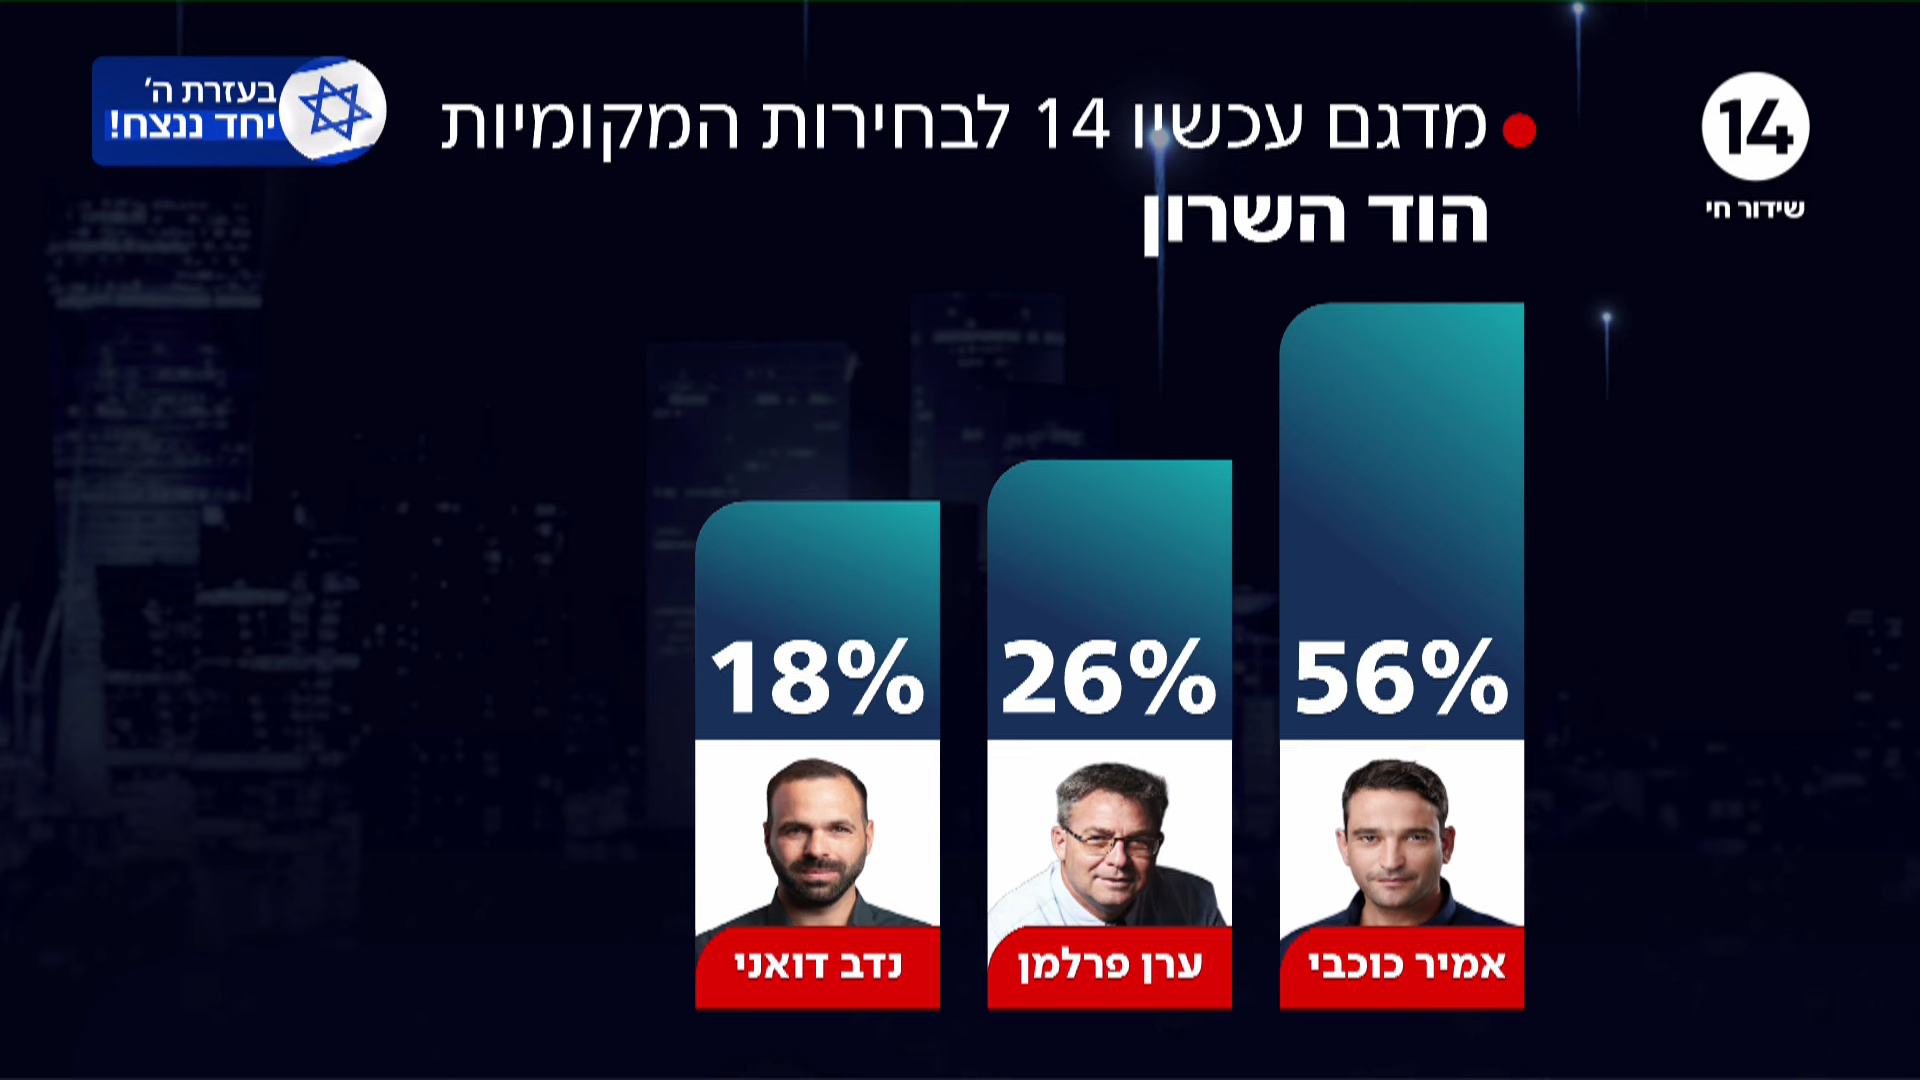 14
שידור חי
מדגם עכשיו 14 לבחירות המקומיות
הוד השרון
בעזרת ה'
יחד ננצח!
56%
26%
18%
אמיר כוכבי
ערן פרלמן
נדב דואני